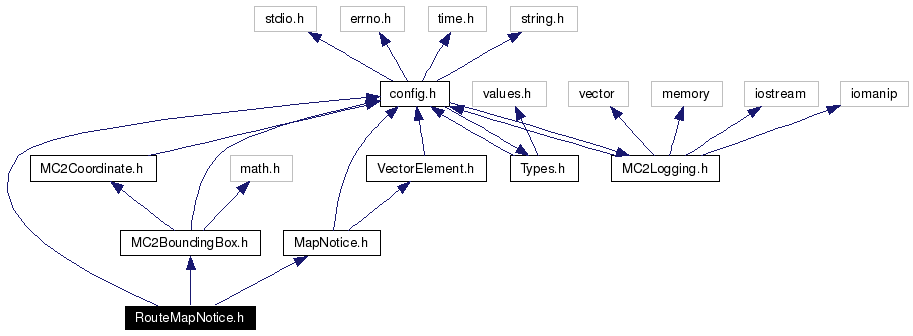 stdio.h
errno.h
time.h
string.h
config.h
values.h
vector
memory
iostream
iomanip
MC2Coordinate.h
math.h
VectorElement.h
Types.h
MC2Logging.h
MC2BoundingBox.h
MapNotice.h
RouteMapNotice.h